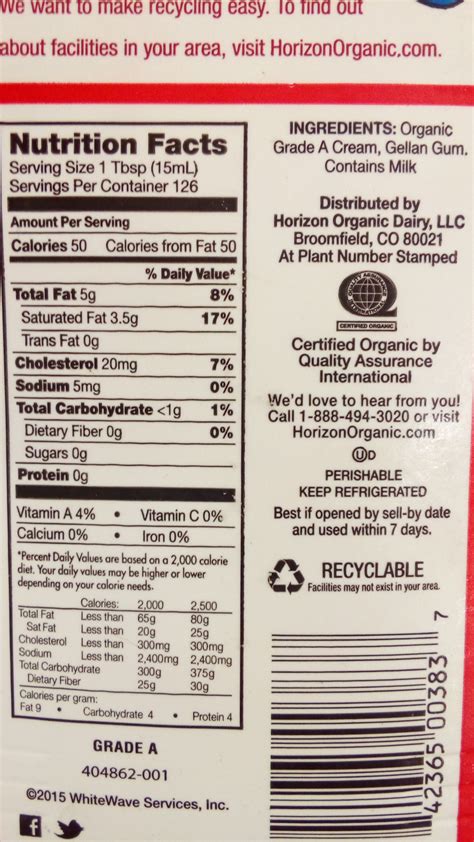 We want to make recycling easy. To find out
about facilities in your area, visit HorizonOrganic.com.
Nutrition Facts
Serving Size 1 Tbsp (15mL)
Servings Per Container 126
Amount Per Serving
Calories 50 Calories from Fat 50
% Daily Value*
Total Fat 5g 8%
Saturated Fat 3.5g 17%
Trans Fat 0g
Cholesterol 20mg 7%
Sodium 5mg 0%
Total Carbohydrate <1g 1%
Dietary Fiber 0g 0%
Sugars 0g
Protein 0g
Vitamin A 4% • Vitamin C 0%
Calcium 0% • Iron 0%
*Percent Daily Values are based on a 2,000 calorie
diet. Your daily values may be higher or lower
depending on your calorie needs.
Calories: 2,000 2,500
Total Fat Less than 65g 80g
Sat Fat Less than 20g 25g
Cholesterol Less than 300mg 300mg
Sodium Less than 2,400mg 2,400mg
Total Carbohydrate 300g 375g
Dietary Fiber 25g 30g
Calories per gram:
Fat 9 • Carbohydrate 4 • Protein 4
GRADE A
404862-001
©2015 WhiteWave Services, Inc.
INGREDIENTS: Organic
Grade A Cream, Gellan Gum.
Contains Milk
Distributed by
Horizon Organic Dairy, LLC
Broomfield, CO 80021
At Plant Number Stamped
CERTIFIED ORGANIC
Certified Organic by
Quality Assurance
International
We'd love to hear from you!
Call 1-888-494-3020 or visit
HorizonOrganic.com
UD
PERISHABLE
KEEP REFRIGERATED
Best if opened by sell-by date
and used within 7 days.
RECYCLABLE
Facilities may not exist in your area.
42365 00383 7